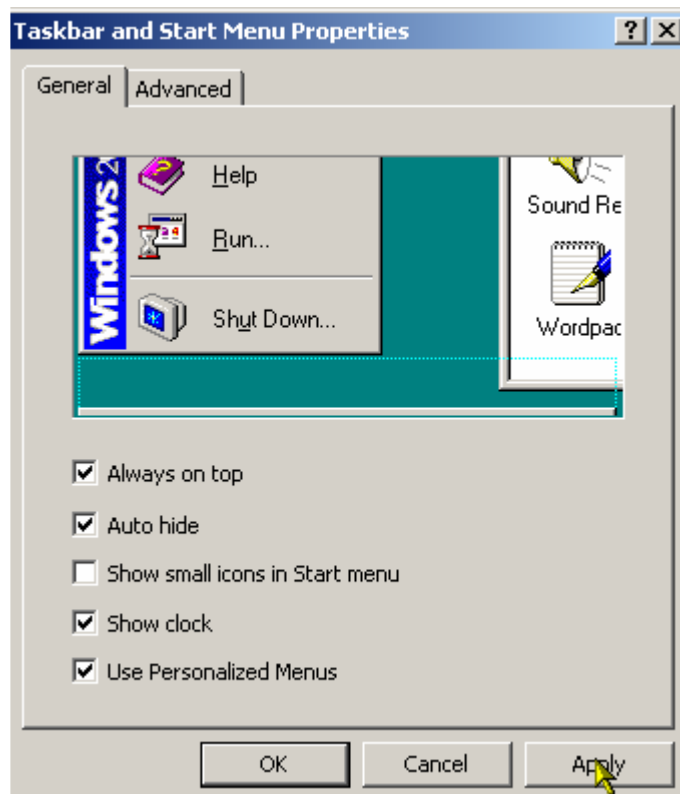 Taskbar and Start Menu Properties
General Advanced
Windows 2
Help
Run...
Shut Down...
Sound Re
Wordpac
Always on top
Auto hide
Show small icons in Start menu
Show clock
Use Personalized Menus
OK Cancel Apply